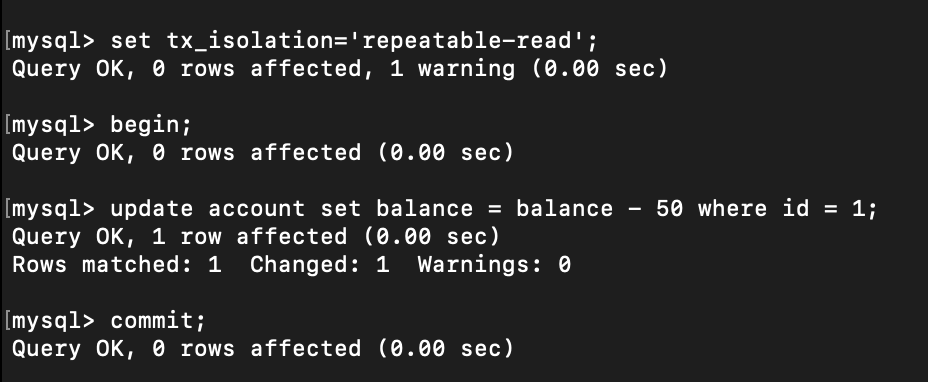 [mysql> set tx_isolation='repeatable-read';
Query OK, 0 rows affected, 1 warning (0.00 sec)
[mysql> begin;
Query OK, 0 rows affected (0.00 sec)
[mysql> update account set balance = balance - 50 where id = 1;
Query OK, 1 row affected (0.00 sec)
Rows matched: 1  Changed: 1  Warnings: 0
[mysql> commit;
Query OK, 0 rows affected (0.00 sec)